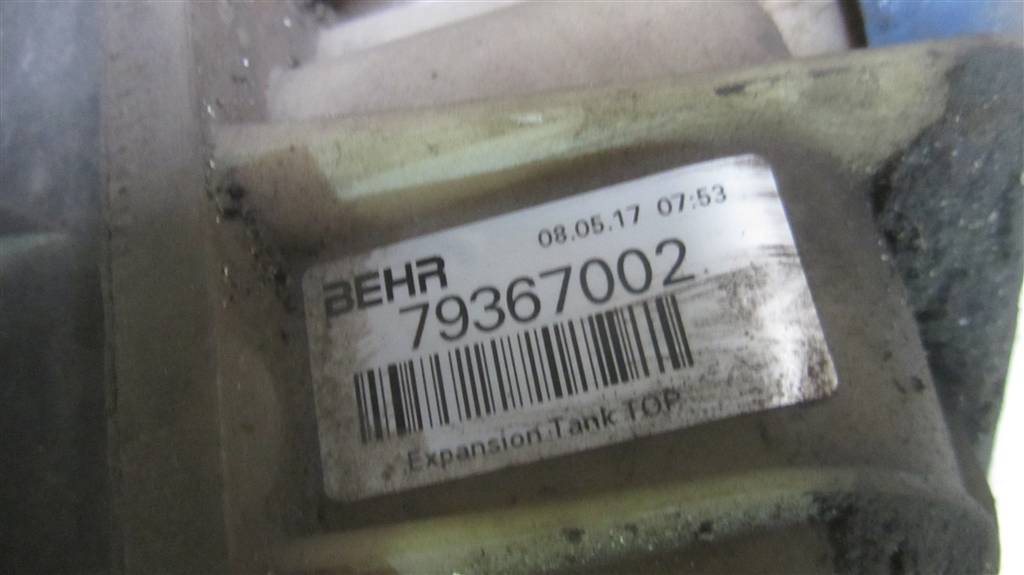 08.05.17 07:53
BEHR
79367002
Expansion Tank TOP